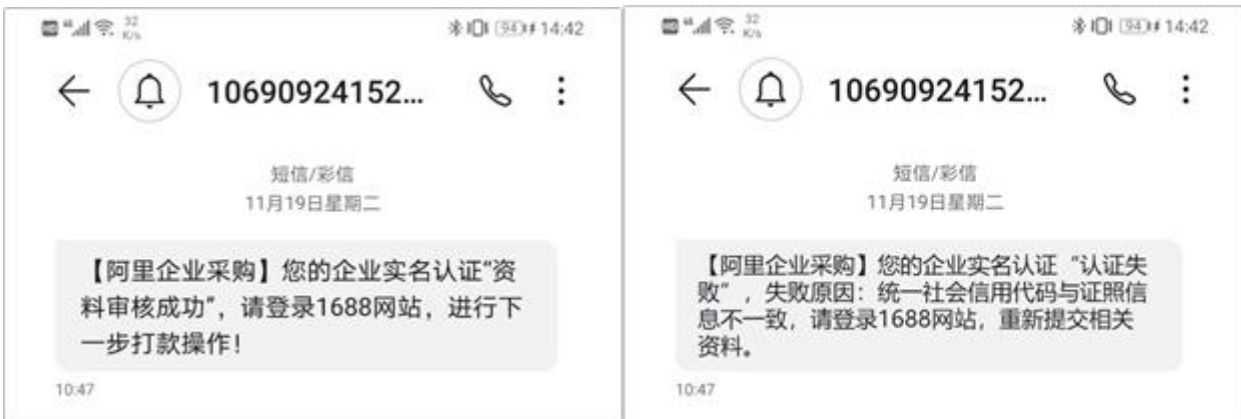 32
K/s
94
14:42
10690924152...
短信/彩信
11月19日星期二
【阿里企业采购】您的企业实名认证“资
料审核成功”，请登录1688网站，进行下
一步打款操作！
10:47
32
K/s
94
14:42
10690924152...
短信/彩信
11月19日星期二
【阿里企业采购】您的企业实名认证“认证失
败”，失败原因：统一社会信用代码与证照信
息不一致，请登录1688网站，重新提交相关
资料。
10:47